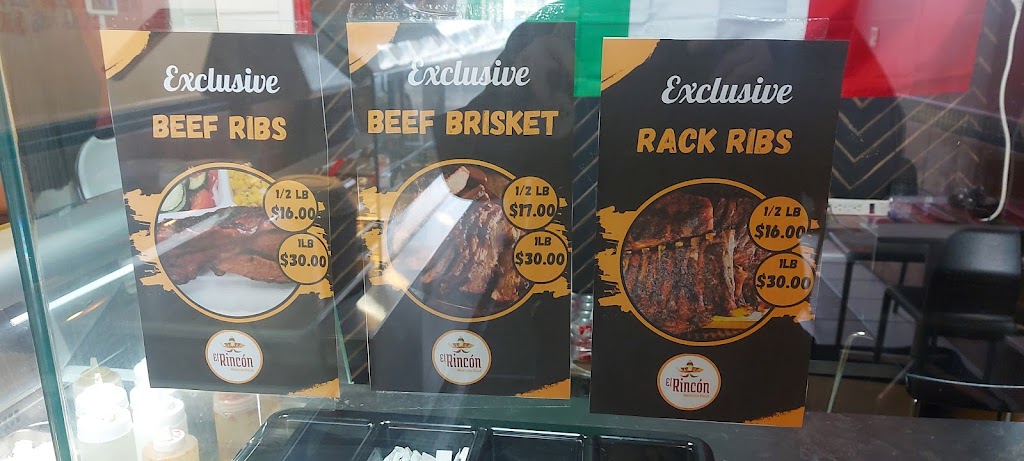 Exclusive
BEEF RIBS
1/2 LB
$16.00
1LB
$30.00
El Rincón
Exclusive
BEEF BRISKET
1/2 LB
$17.00
1LB
$30.00
El Rincón
Exclusive
RACK RIBS
1/2 LB
$16.00
1LB
$30.00
El Rincón